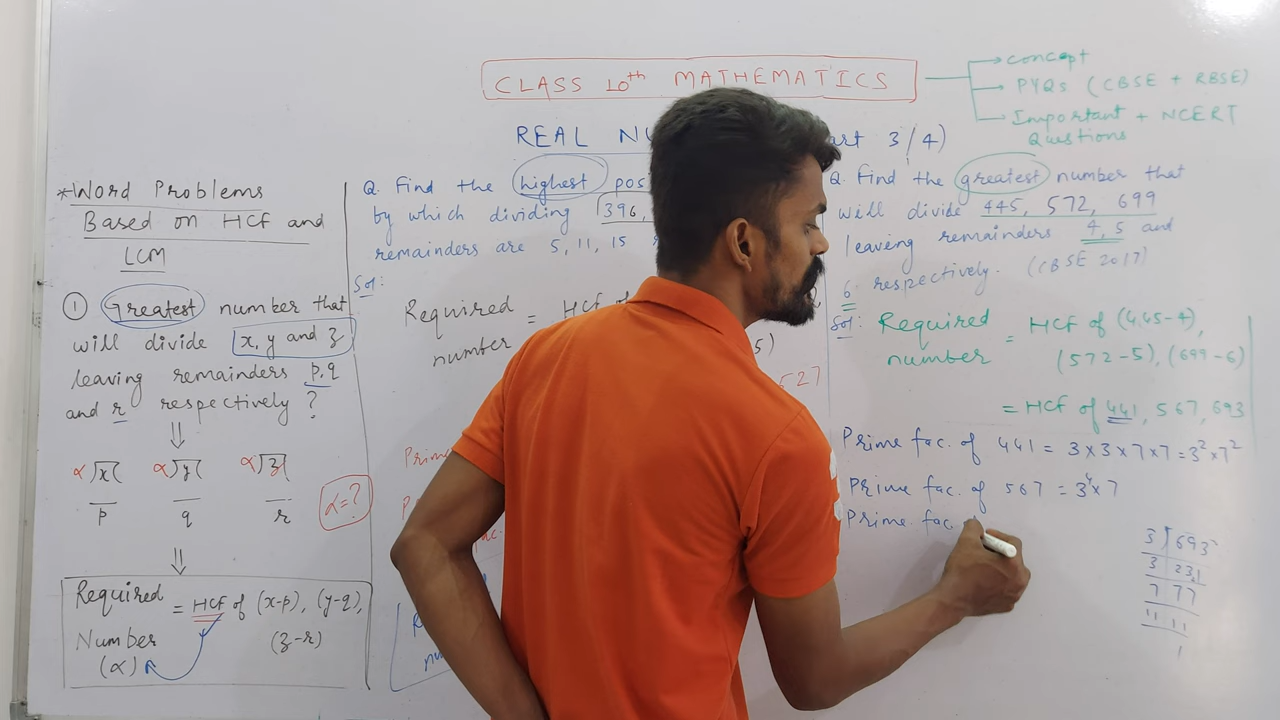 CLASS 10th MATHEMATICS
concept
PYQs (CBSE + RBSE)
Important + NCERT
Questions
REAL NU
art 3/4)
*Word Problems
Based on HCF and
LCM
① Greatest number that
will divide x, y and z
leaving remainders p, q
and r respectively ?
⇓
α x α y α z
p q r
α=?
⇓
Required
= HCF of (x-p), (y-q),
Number (z-r)
(α)
Q. Find the highest pos
by which dividing 396,
remainders are 5, 11, 15
Sol:
Required
= HCF of
number
5)
527
Prim
fac.
Q. Find the greatest number that
will divide 445, 572, 699
leaving remainders 4, 5 and
6 respectively. (CBSE 2017)
Sol: Required
= HCF of (445-4),
number (572-5), (699-6)
= HCF of 441, 567, 693
Prime fac. of 441 = 3×3×7×7 = 3²×7²
Prime fac. of 567 = 3⁴×7
Prime fac.
3 693
3 231
7 77
11 11
1